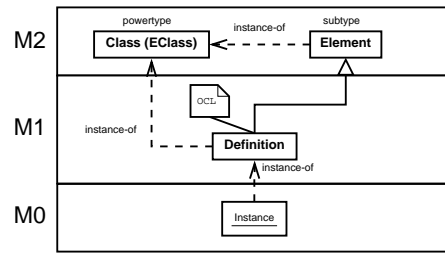 powertype
subtype
M2
Class (EClass)
instance-of
Element
OCL
M1
instance-of
Definition
instance-of
M0
Instance